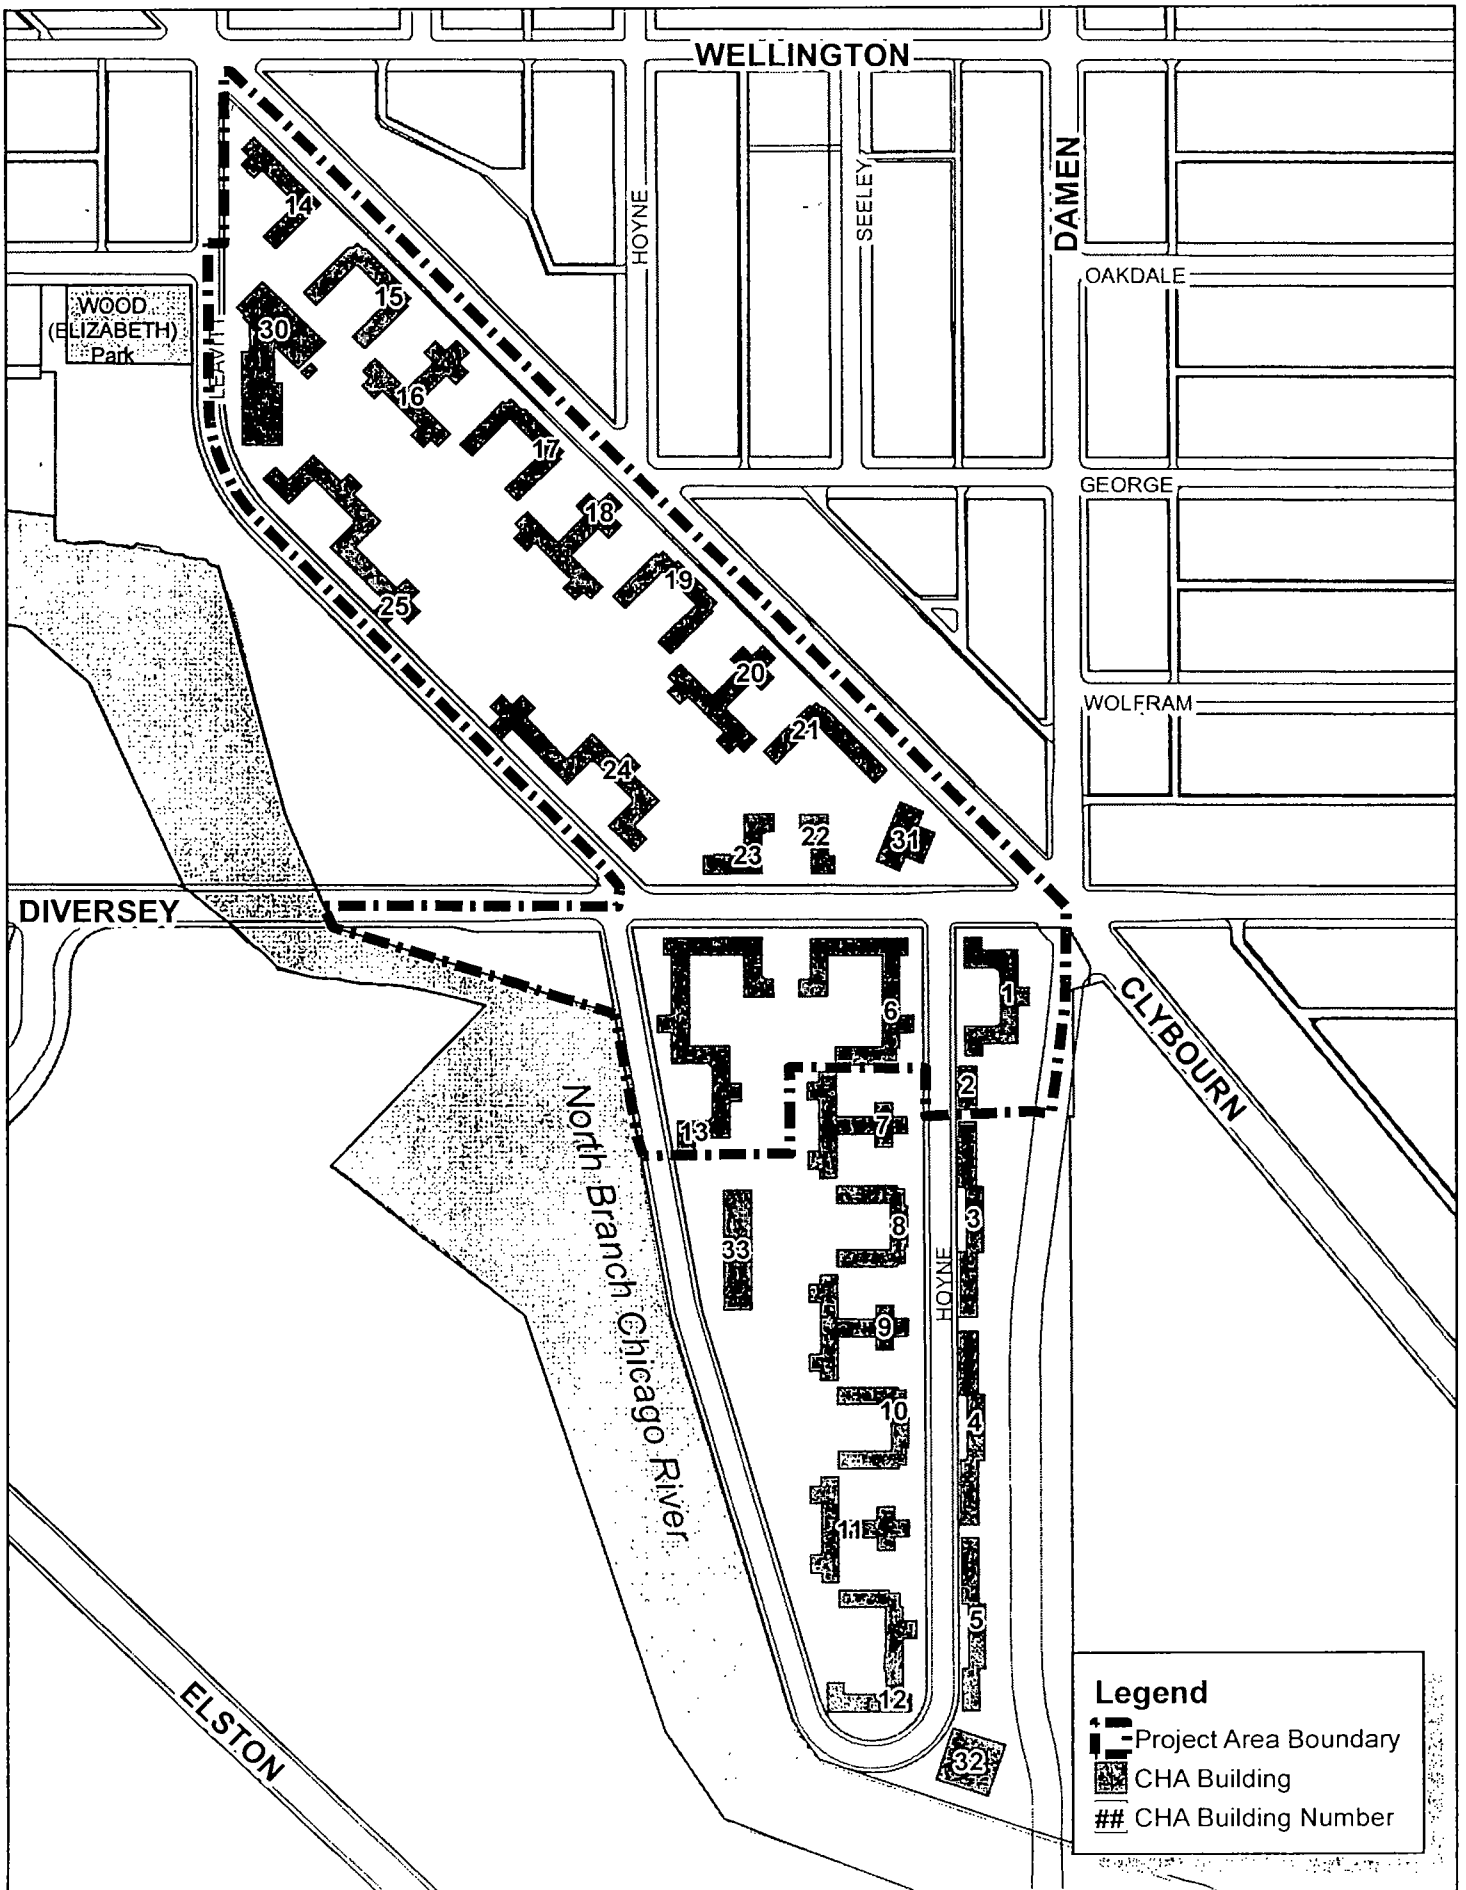 WELLINGTON
DAMEN
HOYNE
SEELEY
OAKDALE
WOOD
(ELIZABETH)
Park
LEAVITT
14
15
30
16
17
GEORGE
18
19
25
20
WOLFRAM
21
24
22
23
31
DIVERSEY
CLYBOURN
1
6
2
7
13
North Branch Chicago River
3
8
33
HOYNE
9
10
4
11
5
12
32
ELSTON
Legend
Project Area Boundary
CHA Building
## CHA Building Number